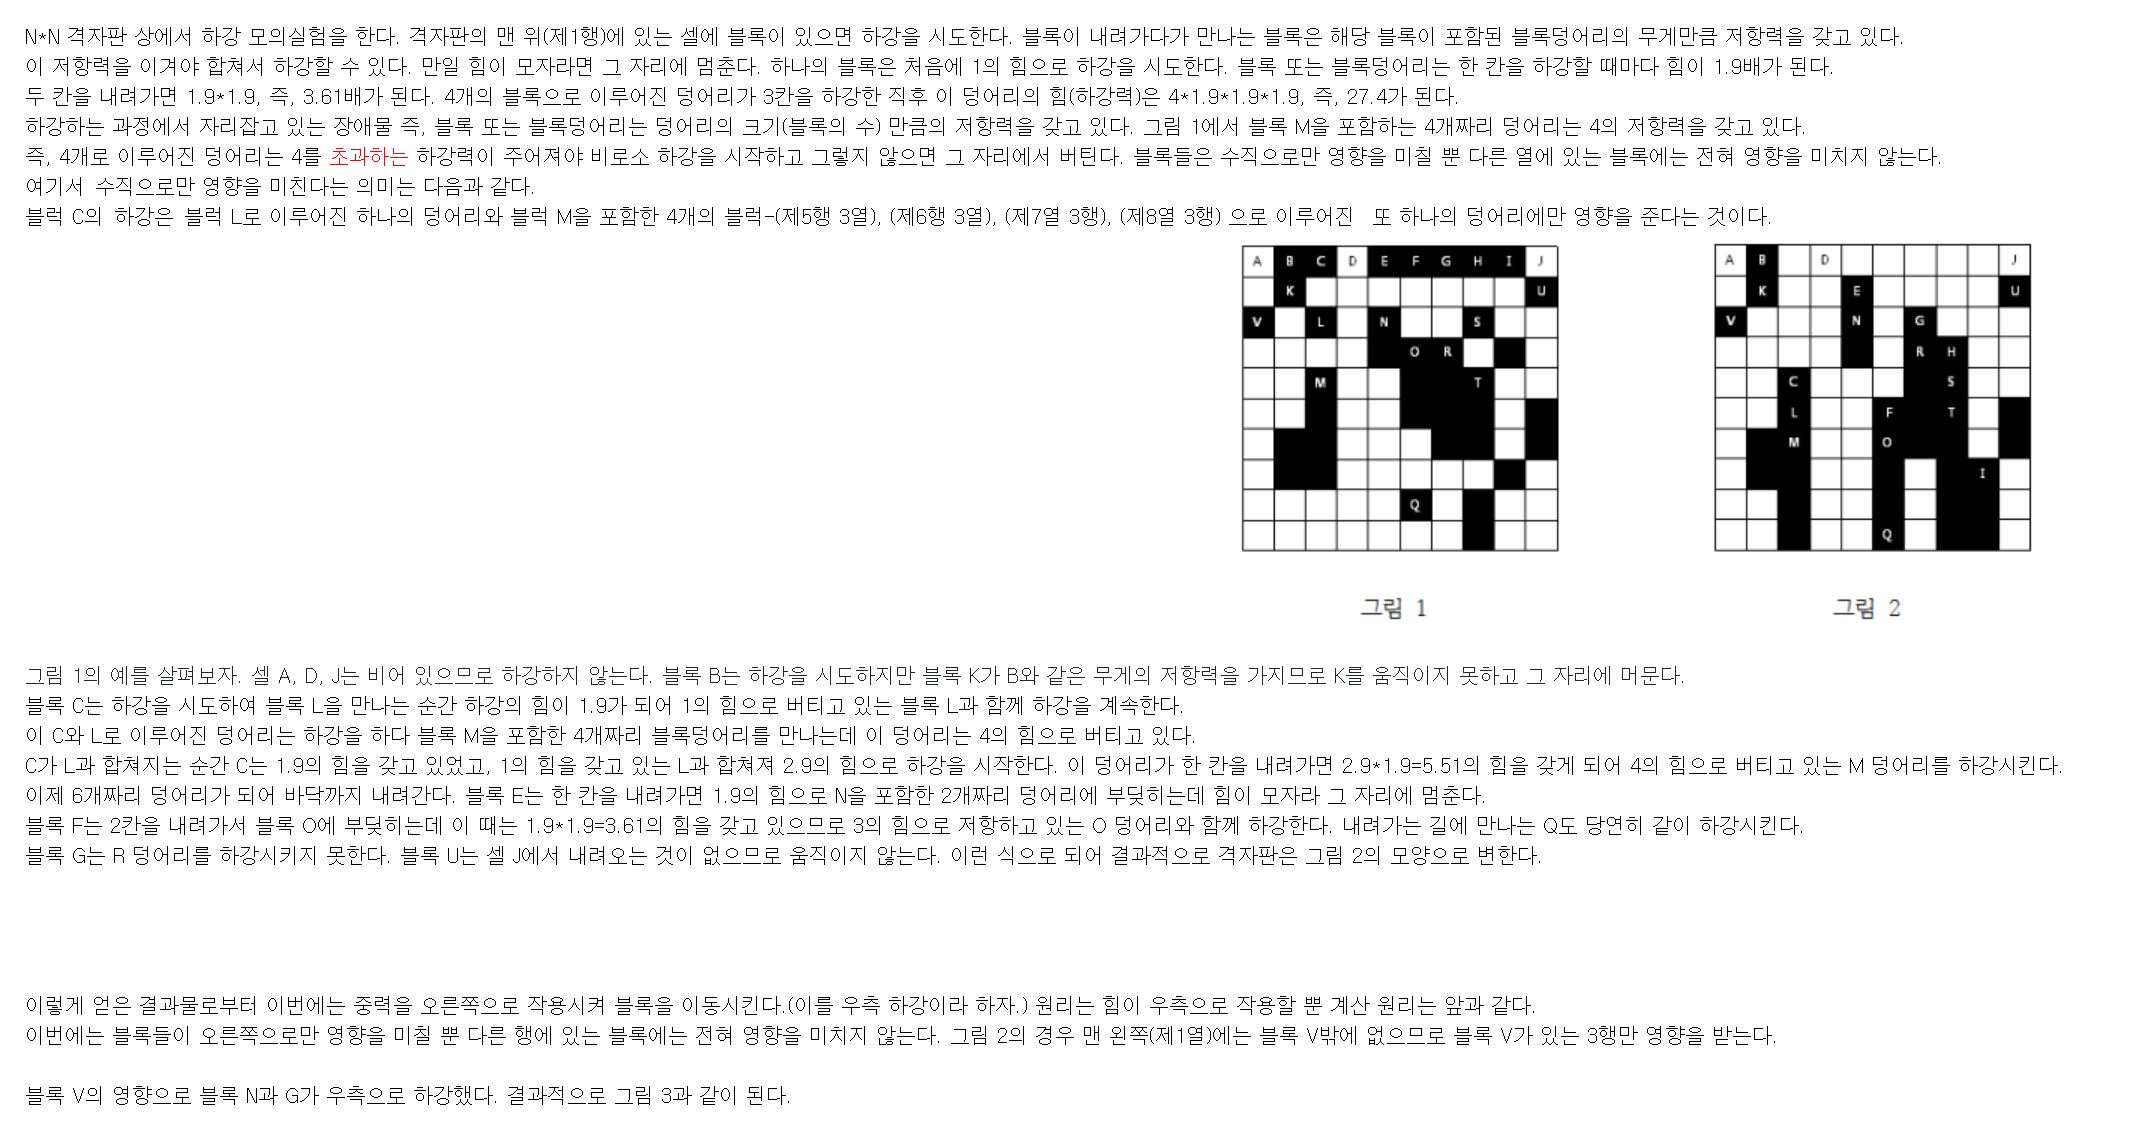 N*N 격자판 상에서 하강 모의실험을 한다. 격자판의 맨 위(제1행)에 있는 셀에 블록이 있으면 하강을 시도한다. 블록이 내려가다가 만나는 블록은 해당 블록이 포함된 블록덩어리의 무게만큼 저항력을 갖고 있다.
이 저항력을 이겨야 합쳐서 하강할 수 있다. 만일 힘이 모자라면 그 자리에 멈춘다. 하나의 블록은 처음에 1의 힘으로 하강을 시도한다. 블록 또는 블록덩어리는 한 칸을 하강할 때마다 힘이 1.9배가 된다.
두 칸을 내려가면 1.9*1.9, 즉, 3.61배가 된다. 4개의 블록으로 이루어진 덩어리가 3칸을 하강한 직후 이 덩어리의 힘(하강력)은 4*1.9*1.9*1.9, 즉, 27.4가 된다.
하강하는 과정에서 자리잡고 있는 장애물 즉, 블록 또는 블록덩어리는 덩어리의 크기(블록의 수) 만큼의 저항력을 갖고 있다. 그림 1에서 블록 M을 포함하는 4개짜리 덩어리는 4의 저항력을 갖고 있다.
즉, 4개로 이루어진 덩어리는 4를 초과하는 하강력이 주어져야 비로소 하강을 시작하고 그렇지 않으면 그 자리에서 버틴다. 블록들은 수직으로만 영향을 미칠 뿐 다른 열에 있는 블록에는 전혀 영향을 미치지 않는다.
여기서 수직으로만 영향을 미친다는 의미는 다음과 같다.
블럭 C의 하강은 블럭 L로 이루어진 하나의 덩어리와 블럭 M을 포함한 4개의 블럭-(제5행 3열), (제6행 3열), (제7열 3행), (제8열 3행) 으로 이루어진 또 하나의 덩어리에만 영향을 준다는 것이다.
A B C D E F G H I J
K U
V L N S
O R
M T
Q
그림 1
A B D J
K E U
V N G
R H
C S
L F T
M O
I
Q
그림 2
그림 1의 예를 살펴보자. 셀 A, D, J는 비어 있으므로 하강하지 않는다. 블록 B는 하강을 시도하지만 블록 K가 B와 같은 무게의 저항력을 가지므로 K를 움직이지 못하고 그 자리에 머문다.
블록 C는 하강을 시도하여 블록 L을 만나는 순간 하강의 힘이 1.9가 되어 1의 힘으로 버티고 있는 블록 L과 함께 하강을 계속한다.
이 C와 L로 이루어진 덩어리는 하강을 하다 블록 M을 포함한 4개짜리 블록덩어리를 만나는데 이 덩어리는 4의 힘으로 버티고 있다.
C가 L과 합쳐지는 순간 C는 1.9의 힘을 갖고 있었고, 1의 힘을 갖고 있는 L과 합쳐져 2.9의 힘으로 하강을 시작한다. 이 덩어리가 한 칸을 내려가면 2.9*1.9=5.51의 힘을 갖게 되어 4의 힘으로 버티고 있는 M 덩어리를 하강시킨다.
이제 6개짜리 덩어리가 되어 바닥까지 내려간다. 블록 E는 한 칸을 내려가면 1.9의 힘으로 N을 포함한 2개짜리 덩어리에 부딪히는데 힘이 모자라 그 자리에 멈춘다.
블록 F는 2칸을 내려가서 블록 O에 부딪히는데 이 때는 1.9*1.9=3.61의 힘을 갖고 있으므로 3의 힘으로 저항하고 있는 O 덩어리와 함께 하강한다. 내려가는 길에 만나는 Q도 당연히 같이 하강시킨다.
블록 G는 R 덩어리를 하강시키지 못한다. 블록 U는 셀 J에서 내려오는 것이 없으므로 움직이지 않는다. 이런 식으로 되어 결과적으로 격자판은 그림 2의 모양으로 변한다.
이렇게 얻은 결과물로부터 이번에는 중력을 오른쪽으로 작용시켜 블록을 이동시킨다.(이를 우측 하강이라 하자.) 원리는 힘이 우측으로 작용할 뿐 계산 원리는 앞과 같다.
이번에는 블록들이 오른쪽으로만 영향을 미칠 뿐 다른 행에 있는 블록에는 전혀 영향을 미치지 않는다. 그림 2의 경우 맨 왼쪽(제1열)에는 블록 V밖에 없으므로 블록 V가 있는 3행만 영향을 받는다.
블록 V의 영향으로 블록 N과 G가 우측으로 하강했다. 결과적으로 그림 3과 같이 된다.